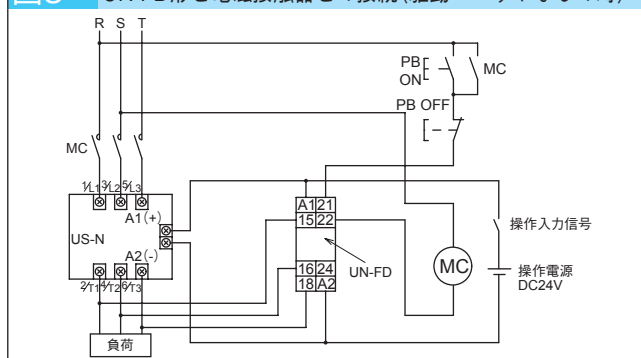 R S T
PB
ON
MC
PB OFF
MC
1/L1 3/L2 5/L3
A1(+)
US-N
A2(-)
2/T1 4/T2 6/T3
負荷
A1 21
15 22
16 24
18 A2
UN-FD
MC
操作入力信号
操作電源
DC24V